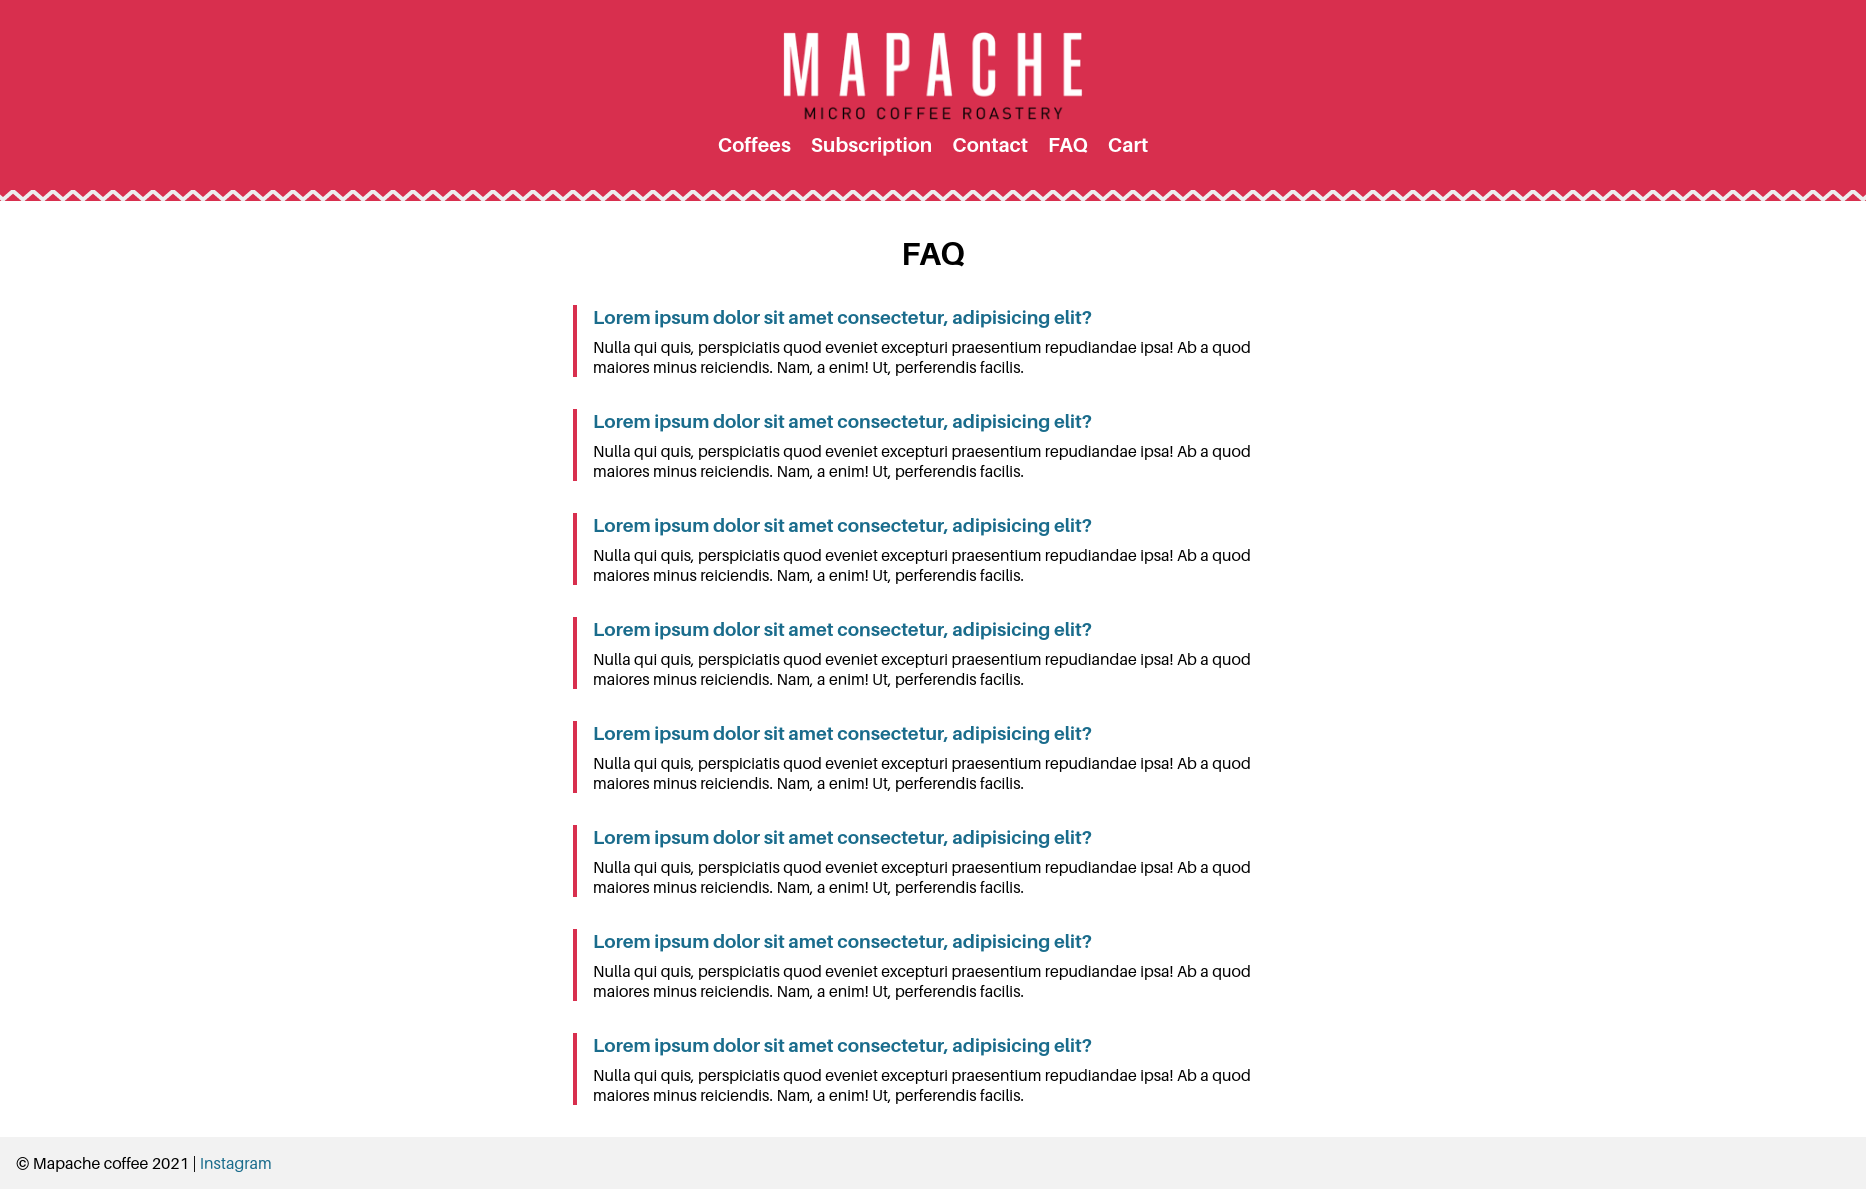 MAPACHE
MICRO COFFEE ROASTERY
Coffees Subscription Contact FAQ Cart
FAQ
Lorem ipsum dolor sit amet consectetur, adipisicing elit?
Nulla qui quis, perspiciatis quod eveniet excepturi praesentium repudiandae ipsa! Ab a quod
maiores minus reiciendis. Nam, a enim! Ut, perferendis facilis.
Lorem ipsum dolor sit amet consectetur, adipisicing elit?
Nulla qui quis, perspiciatis quod eveniet excepturi praesentium repudiandae ipsa! Ab a quod
maiores minus reiciendis. Nam, a enim! Ut, perferendis facilis.
Lorem ipsum dolor sit amet consectetur, adipisicing elit?
Nulla qui quis, perspiciatis quod eveniet excepturi praesentium repudiandae ipsa! Ab a quod
maiores minus reiciendis. Nam, a enim! Ut, perferendis facilis.
Lorem ipsum dolor sit amet consectetur, adipisicing elit?
Nulla qui quis, perspiciatis quod eveniet excepturi praesentium repudiandae ipsa! Ab a quod
maiores minus reiciendis. Nam, a enim! Ut, perferendis facilis.
Lorem ipsum dolor sit amet consectetur, adipisicing elit?
Nulla qui quis, perspiciatis quod eveniet excepturi praesentium repudiandae ipsa! Ab a quod
maiores minus reiciendis. Nam, a enim! Ut, perferendis facilis.
Lorem ipsum dolor sit amet consectetur, adipisicing elit?
Nulla qui quis, perspiciatis quod eveniet excepturi praesentium repudiandae ipsa! Ab a quod
maiores minus reiciendis. Nam, a enim! Ut, perferendis facilis.
Lorem ipsum dolor sit amet consectetur, adipisicing elit?
Nulla qui quis, perspiciatis quod eveniet excepturi praesentium repudiandae ipsa! Ab a quod
maiores minus reiciendis. Nam, a enim! Ut, perferendis facilis.
Lorem ipsum dolor sit amet consectetur, adipisicing elit?
Nulla qui quis, perspiciatis quod eveniet excepturi praesentium repudiandae ipsa! Ab a quod
maiores minus reiciendis. Nam, a enim! Ut, perferendis facilis.
© Mapache coffee 2021 | Instagram